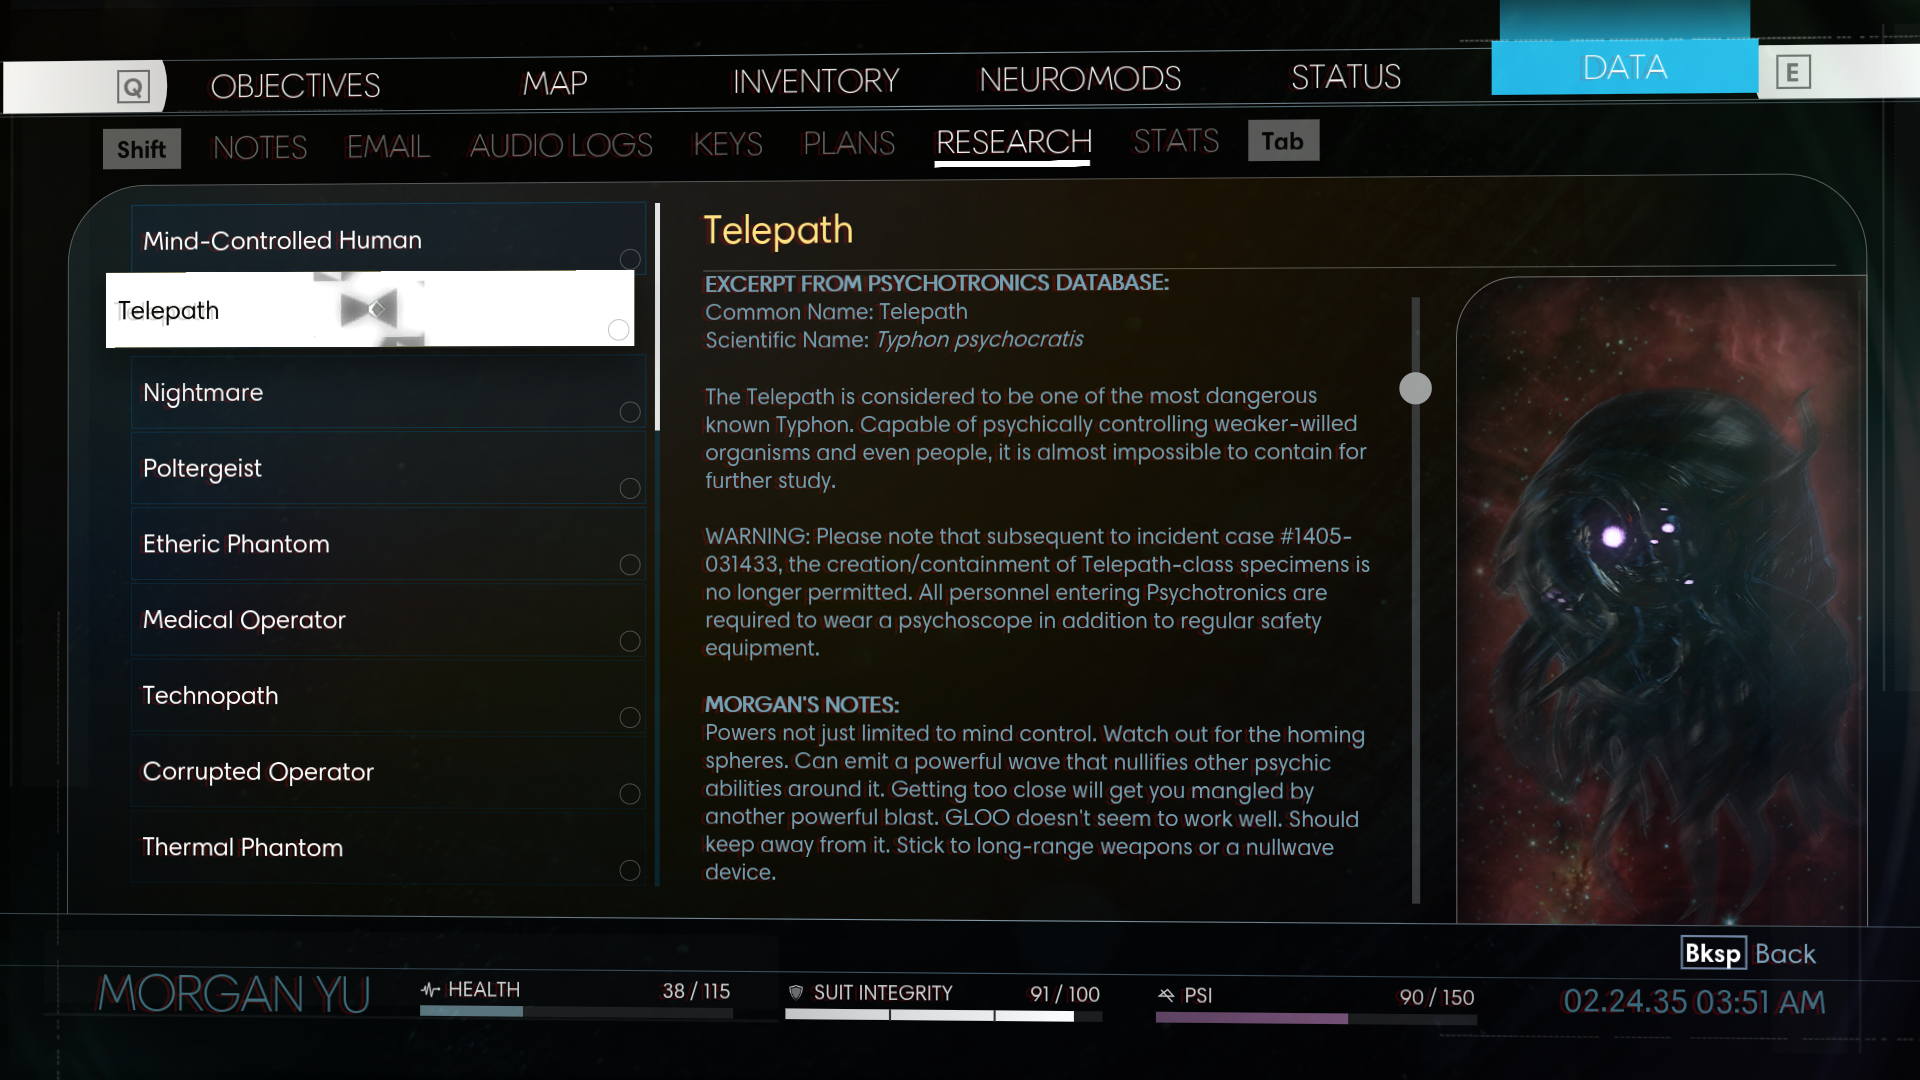 Q OBJECTIVES MAP INVENTORY NEUROMODS STATUS DATA E
Shift NOTES EMAIL AUDIO LOGS KEYS PLANS RESEARCH STATS Tab
Mind-Controlled Human
Telepath
Nightmare
Poltergeist
Etheric Phantom
Medical Operator
Technopath
Corrupted Operator
Thermal Phantom
Telepath
EXCERPT FROM PSYCHOTRONICS DATABASE:
Common Name: Telepath
Scientific Name: Typhon psychocratis
The Telepath is considered to be one of the most dangerous
known Typhon. Capable of psychically controlling weaker-willed
organisms and even people, it is almost impossible to contain for
further study.
WARNING: Please note that subsequent to incident case #1405-
031433, the creation/containment of Telepath-class specimens is
no longer permitted. All personnel entering Psychotronics are
required to wear a psychoscope in addition to regular safety
equipment.
MORGAN'S NOTES:
Powers not just limited to mind control. Watch out for the homing
spheres. Can emit a powerful wave that nullifies other psychic
abilities around it. Getting too close will get you mangled by
another powerful blast. GLOO doesn't seem to work well. Should
keep away from it. Stick to long-range weapons or a nullwave
device.
Bksp Back
MORGAN YU HEALTH 38 / 115 SUIT INTEGRITY 91 / 100 PSI 90 / 150 02.24.35 03:51 AM